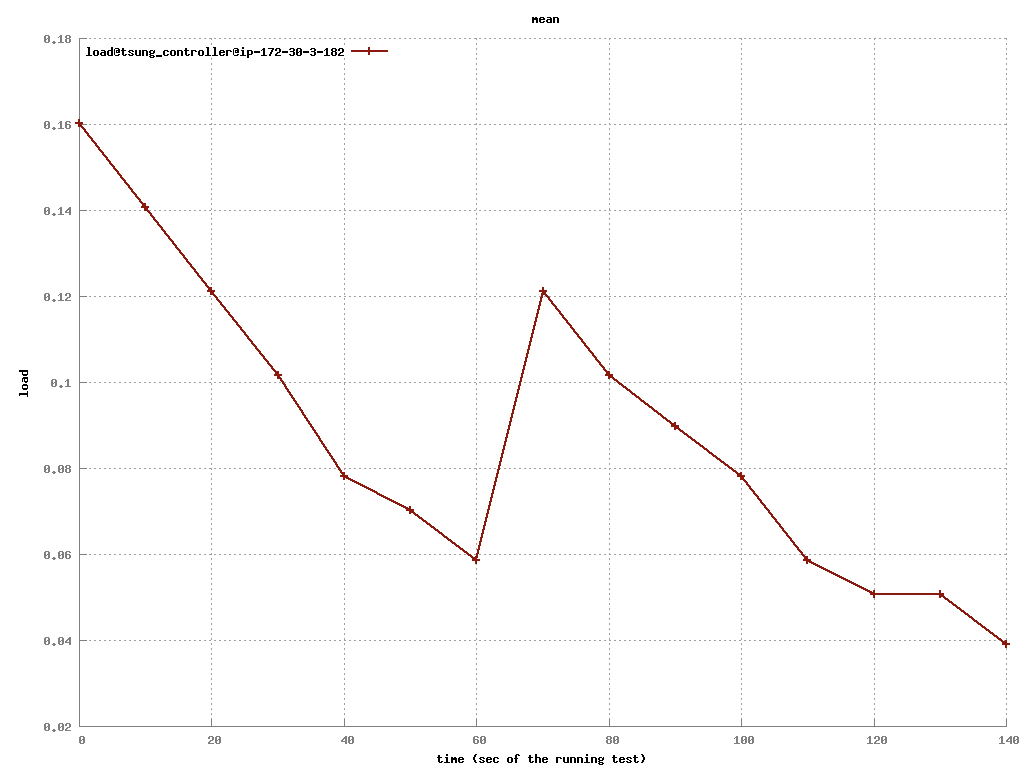 mean
load@tsung_controller@ip-172-30-3-182
0.18
0.16
0.14
0.12
0.1
0.08
0.06
0.04
0.02
load
0 20 40 60 80 100 120 140
time (sec of the running test)